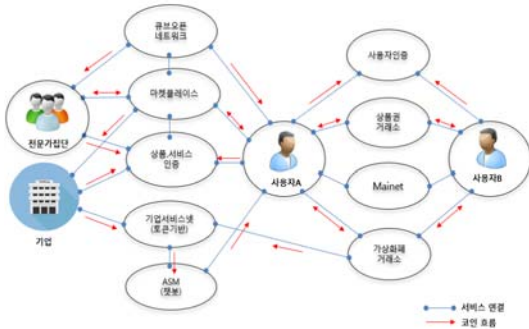 큐브오픈
네트워크
마켓플레이스
상품,서비스
인증
기업서비스넷
(토큰기반)
ASM
(챗봇)
전문가집단
기업
사용자A
사용자인증
상품권
거래소
Mainet
가상화폐
거래소
사용자B
서비스 연결
코인 흐름